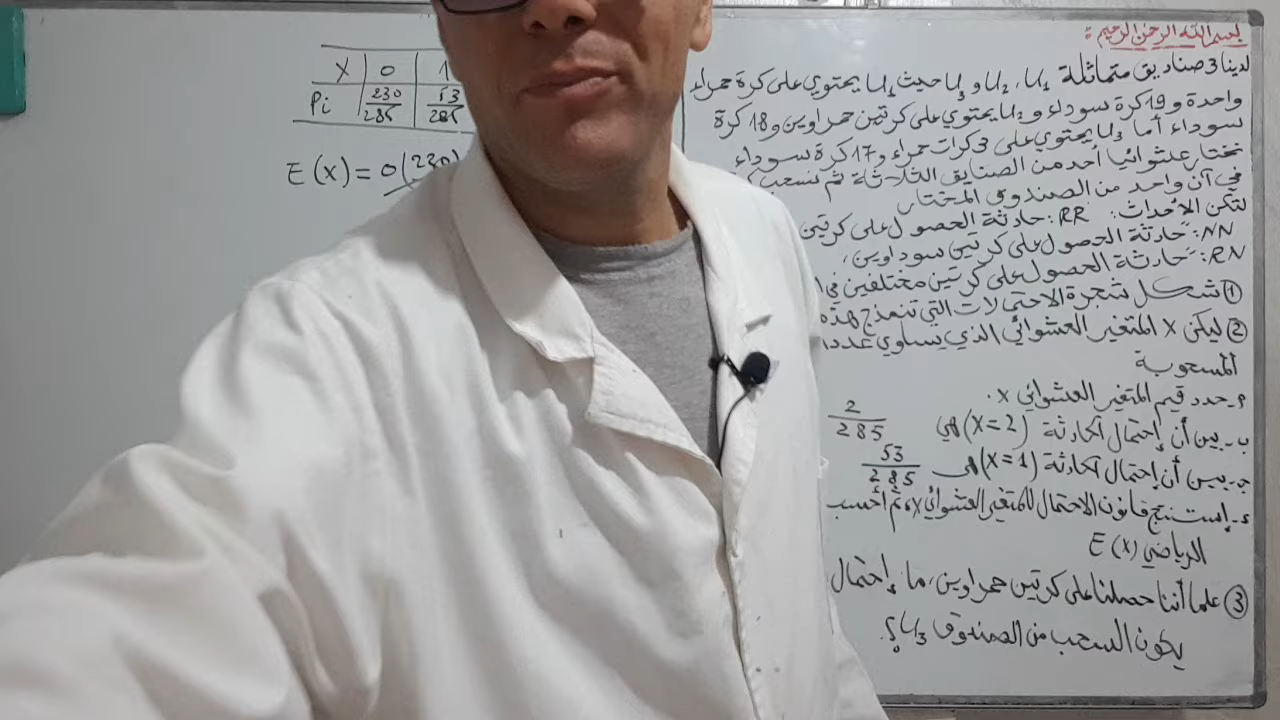 بسم الله الرحمن الرحيم :
لدينا 3 صناديق متماثلة U₁، U₂ و U₃ حيث U₁ يحتوي على كرة حمراء
واحدة و 19 كرة سوداء و U₂ يحتوي على كرتين حمراوين و 18 كرة
سوداء أما U₃ يحتوي على 3 كرات حمراء و 17 كرة سوداء
نختار عشوائيا أحد من الصنايق الثلاثة ثم نسحب
في آن واحد من الصندوق المختار
لتكن الأحداث: RR: حادثة الحصول على كرتين
NN: حادثة الحصول على كرتين سوداوين،
RN: حادثة الحصول على كرتين مختلفين في ا
① شكل شجرة الاحتمالات التي تنمذج هذه
② ليكن X المتغير العشوائي الذي يساوي عدد ا
المسحوبة
P - حدد قيم المتغير العشوائي X.
ب - بين أن إحتمال الحادثة (X=2) هي 2/285
ج - بين أن إحتمال الحادثة (X=1) هي 53/285
د - إستنتج قانون الاحتمال للمتغير العشوائي X، ثم أحسب
الرياضي E(X)
③ علما أننا حصلنا على كرتين حمراوين، ما إحتمال
يكون السحب من الصندوق U₃؟
X | 0 | 1
Pi | 230/285 | 53/285
E(X) = 0(230)